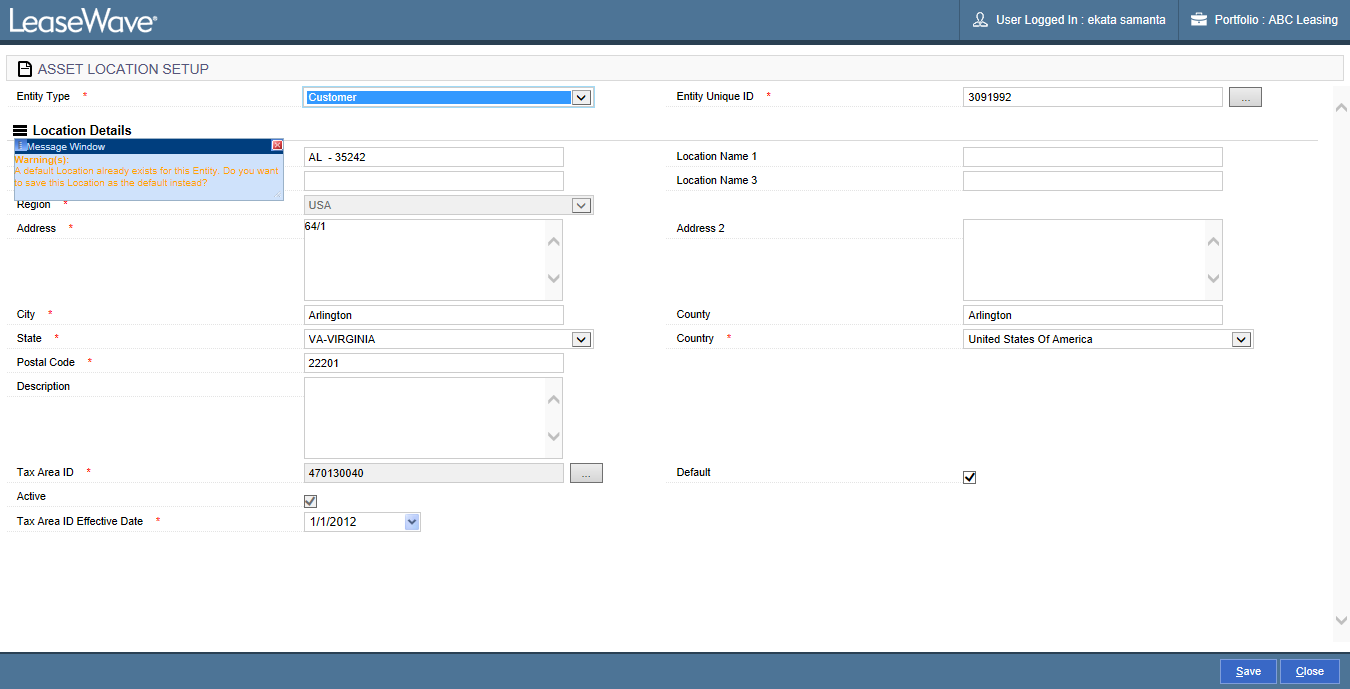 LeaseWave®
User Logged In : ekata samanta
Portfolio : ABC Leasing
ASSET LOCATION SETUP
Entity Type *
Customer
Entity Unique ID *
3091992
...
Location Details
Message Window
Warning(s):
A default Location already exists for this Entity. Do you want
to save this Location as the default instead?
AL - 35242
Location Name 1
Location Name 3
Region *
USA
Address *
64/1
Address 2
City *
Arlington
County
Arlington
State *
VA-VIRGINIA
Country *
United States Of America
Postal Code *
22201
Description
Tax Area ID *
470130040
...
Default
Active
Tax Area ID Effective Date *
1/1/2012
Save
Close